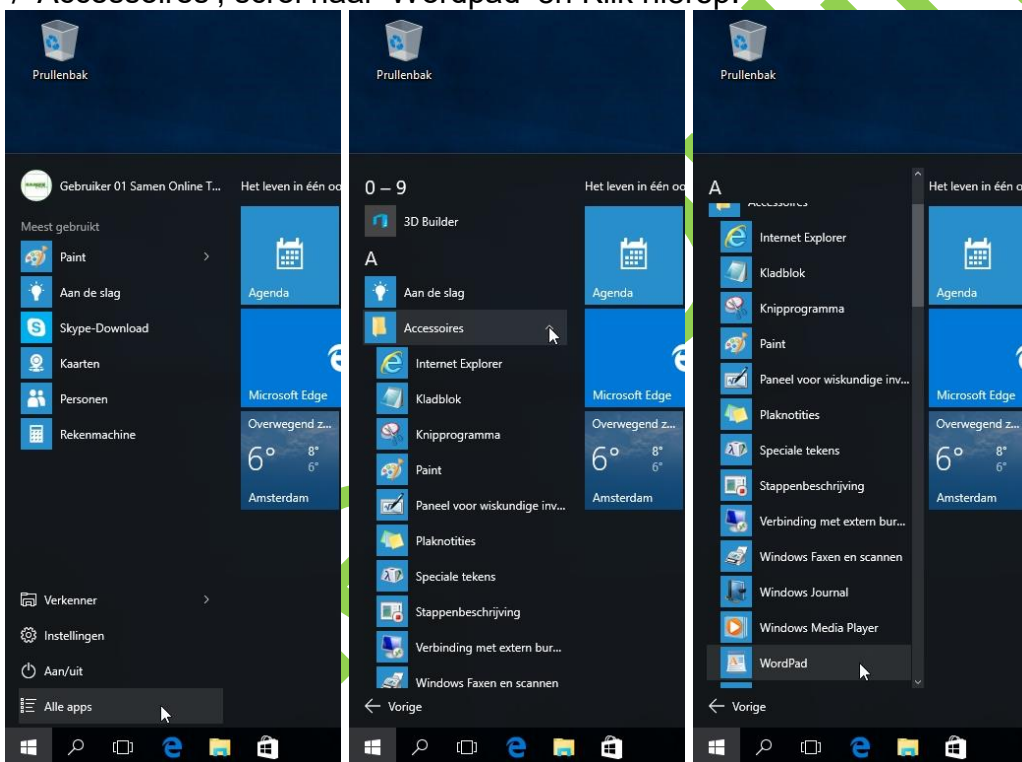 Accessoires', scrol naar 'Wordpad' en Klik hierop.
Prullenbak
Gebruiker 01 Samen Online T...
Het leven in één oo
Meest gebruikt
Paint
Aan de slag
Agenda
Skype-Download
Kaarten
Personen
Microsoft Edge
Rekenmachine
Overwegend z...
6°
8°
6°
Amsterdam
Verkenner
Instellingen
Aan/uit
Alle apps
Prullenbak
0 – 9
Het leven in één oo
3D Builder
A
Aan de slag
Agenda
Accessoires
Internet Explorer
Kladblok
Microsoft Edge
Knipprogramma
Overwegend z...
Paint
6°
8°
6°
Paneel voor wiskundige inv...
Amsterdam
Plaknotities
Speciale tekens
Stappenbeschrijving
Verbinding met extern bur...
Windows Faxen en scannen
Vorige
Prullenbak
A
Het leven in één o
Accessoires
Internet Explorer
Kladblok
Agenda
Knipprogramma
Paint
Paneel voor wiskundige inv...
Microsoft Edge
Plaknotities
Overwegend z...
Speciale tekens
6°
8°
6°
Stappenbeschrijving
Amsterdam
Verbinding met extern bur...
Windows Faxen en scannen
Windows Journal
Windows Media Player
WordPad
Vorige